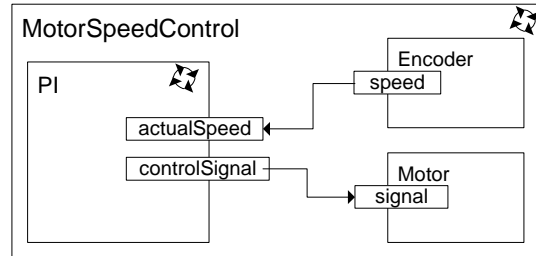 MotorSpeedControl
PI
actualSpeed
controlSignal
Encoder
speed
Motor
signal